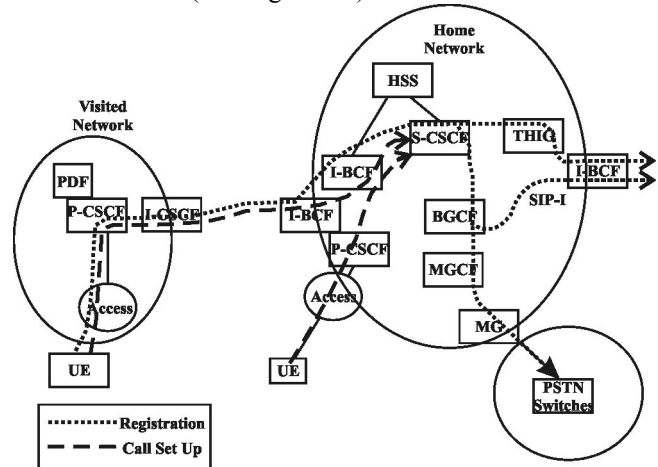 Home
Network
HSS
Visited
Network
S-CSCF
THIG
I-BCF
I-BCF
PDF
SIP-I
P-CSCF
I-CSCF
I-BCF
BGCF
P-CSCF
MGCF
Access
Access
MG
UE
UE
PSTN
Switches
Registration
Call Set Up